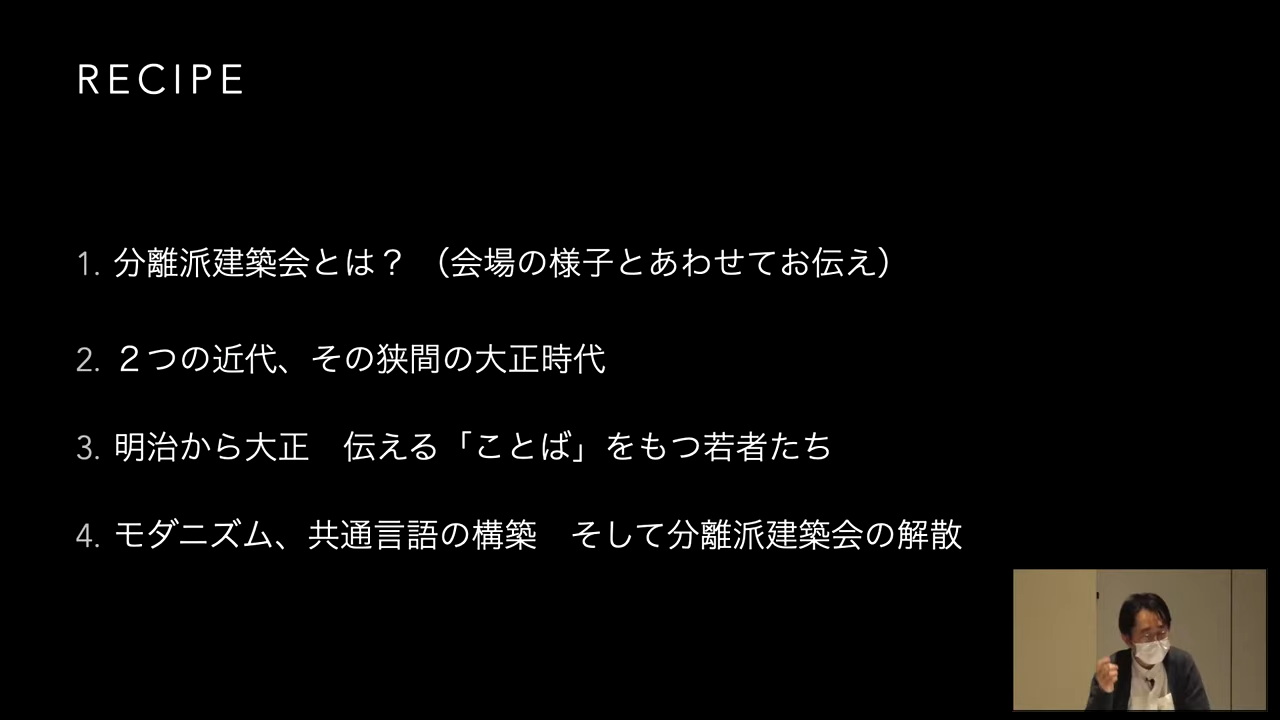 RECIPE
1. 分離派建築会とは？ （会場の様子とあわせてお伝え）
2. ２つの近代、その狭間の大正時代
3. 明治から大正　伝える「ことば」をもつ若者たち
4. モダニズム、共通言語の構築　そして分離派建築会の解散